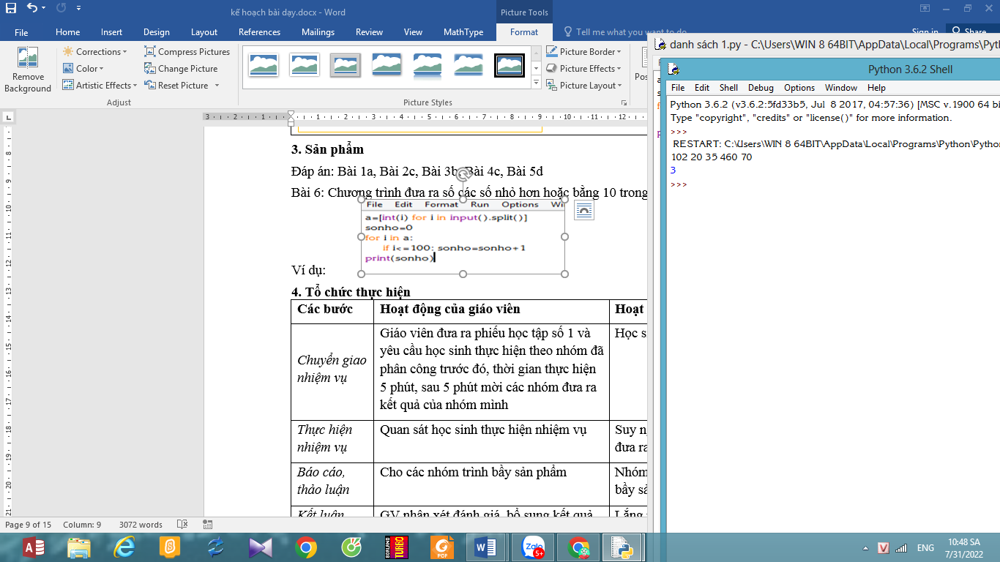 kế hoạch bài dạy.docx - Word
Picture Tools
File Home Insert Design Layout References Mailings Review View MathType Format Tell me what you want to do Sign in Share
Remove Background
Corrections
Color
Artistic Effects
Compress Pictures
Change Picture
Reset Picture
Adjust
Picture Styles
Picture Border
Picture Effects
Picture Layout
3. Sản phẩm
Đáp án: Bài 1a, Bài 2c, Bài 3b, Bài 4c, Bài 5d
Bài 6: Chương trình đưa ra số các số nhỏ hơn hoặc bằng 10 trong
File Edit Format Run Options Wi
a=[int(i) for i in input().split()]
sonho=0
for i in a:
if i<=100: sonho=sonho+1
print(sonho)
Ví dụ:
4. Tổ chức thực hiện
Các bước Hoạt động của giáo viên Hoạt
Chuyển giao nhiệm vụ
Giáo viên đưa ra phiếu học tập số 1 và
yêu cầu học sinh thực hiện theo nhóm đã
phân công trước đó, thời gian thực hiện
5 phút, sau 5 phút mời các nhóm đưa ra
kết quả của nhóm mình
Học s
Thực hiện nhiệm vụ
Quan sát học sinh thực hiện nhiệm vụ
Suy n
đưa ra
Báo cáo, thảo luận
Cho các nhóm trình bầy sản phẩm
Nhóm
bầy sả
Kết luận GV nhận xét đánh giá, bổ sung kết quả Lắng
Page 9 of 15 Column: 9 3072 words
danh sách 1.py - C:\Users\WIN 8 64BIT\AppData\Local\Programs\Pyth
Python 3.6.2 Shell
File Edit Shell Debug Options Window Help
Python 3.6.2 (v3.6.2:5fd33b5, Jul 8 2017, 04:57:36) [MSC v.1900 64 bi
Type "copyright", "credits" or "license()" for more information.
>>>
RESTART: C:\Users\WIN 8 64BIT\AppData\Local\Programs\Python\Python
102 20 35 460 70
3
>>>
BORLAND
TURBO
PDF
Zalo
5+
ENG
10:48 SA
7/31/2022